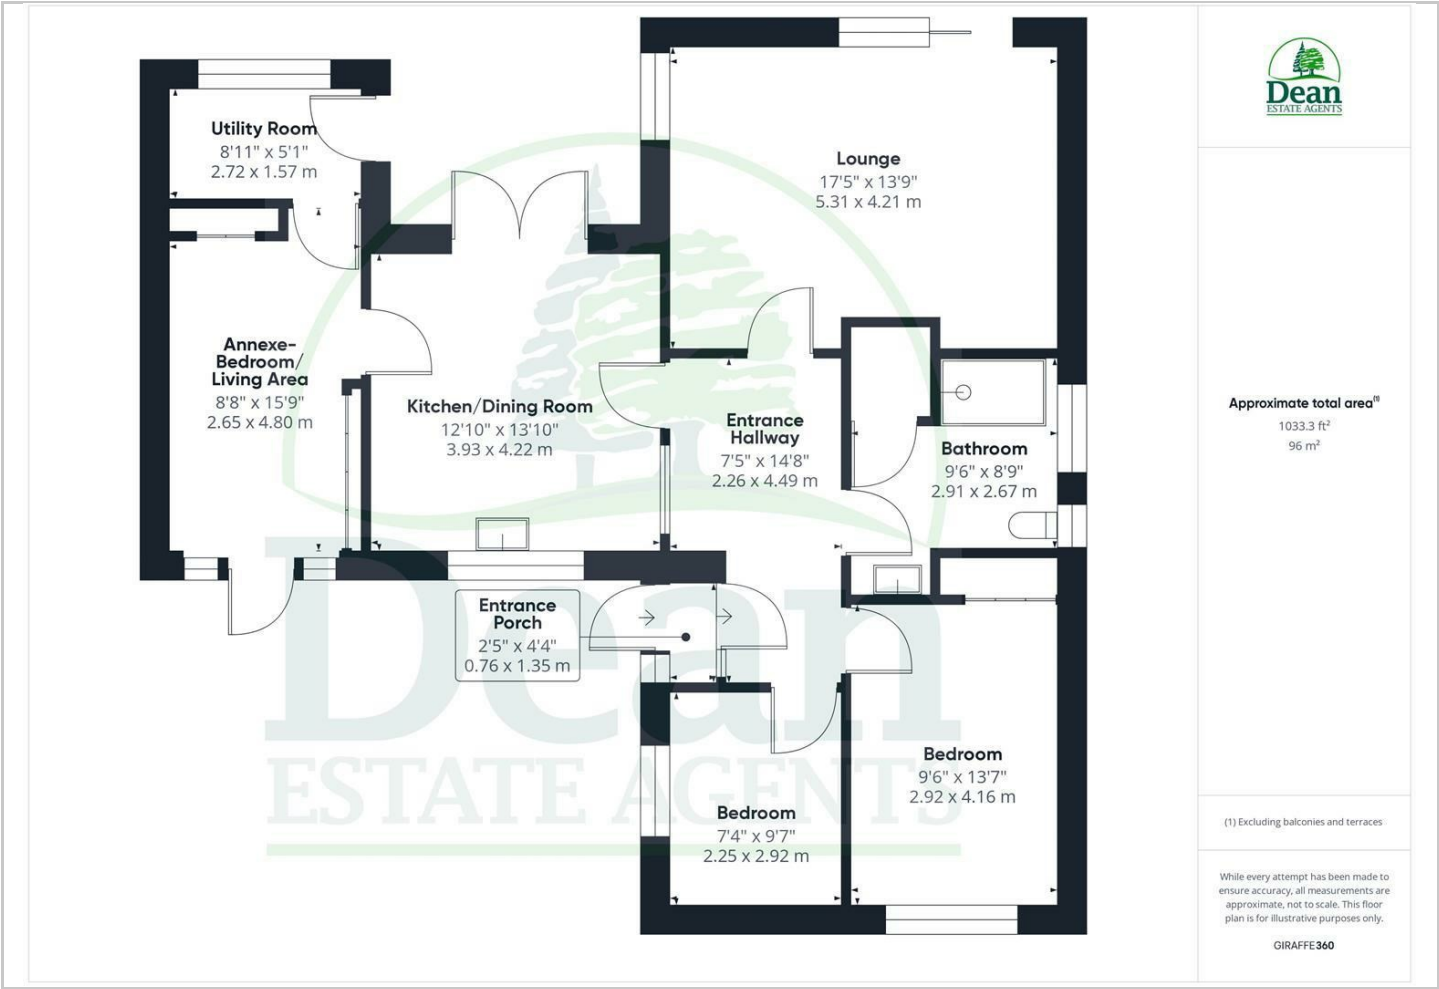 Utility Room
8'11" x 5'1"
2.72 x 1.57 m
Lounge
17'5" x 13'9"
5.31 x 4.21 m
Annexe-
Bedroom/
Living Area
8'8" x 15'9"
2.65 x 4.80 m
Kitchen/Dining Room
12'10" x 13'10"
3.93 x 4.22 m
Entrance
Hallway
7'5" x 14'8"
2.26 x 4.49 m
Bathroom
9'6" x 8'9"
2.91 x 2.67 m
Entrance
Porch
2'5" x 4'4"
0.76 x 1.35 m
Bedroom
7'4" x 9'7"
2.25 x 2.92 m
Bedroom
9'6" x 13'7"
2.92 x 4.16 m
Dean
ESTATE AGENTS
Dean
ESTATE AGENTS
Approximate total area(1)
1033.3 ft²
96 m²
(1) Excluding balconies and terraces
While every attempt has been made to
ensure accuracy, all measurements are
approximate, not to scale. This floor
plan is for illustrative purposes only.
GIRAFFE360